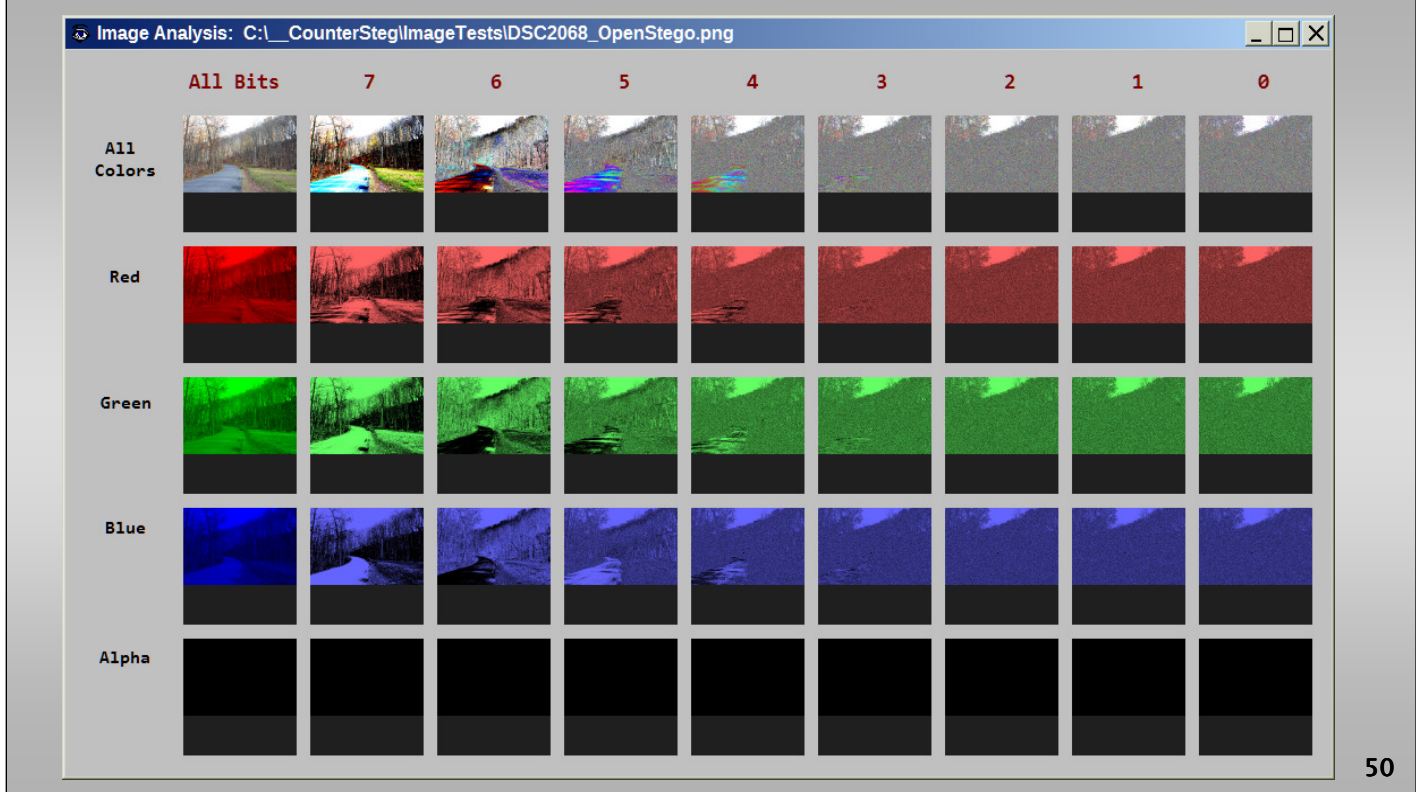 Image Analysis: C:\__CounterSteg\ImageTests\DSC2068_OpenStego.png
All Bits 7 6 5 4 3 2 1 0
All
Colors
Red
Green
Blue
Alpha
50